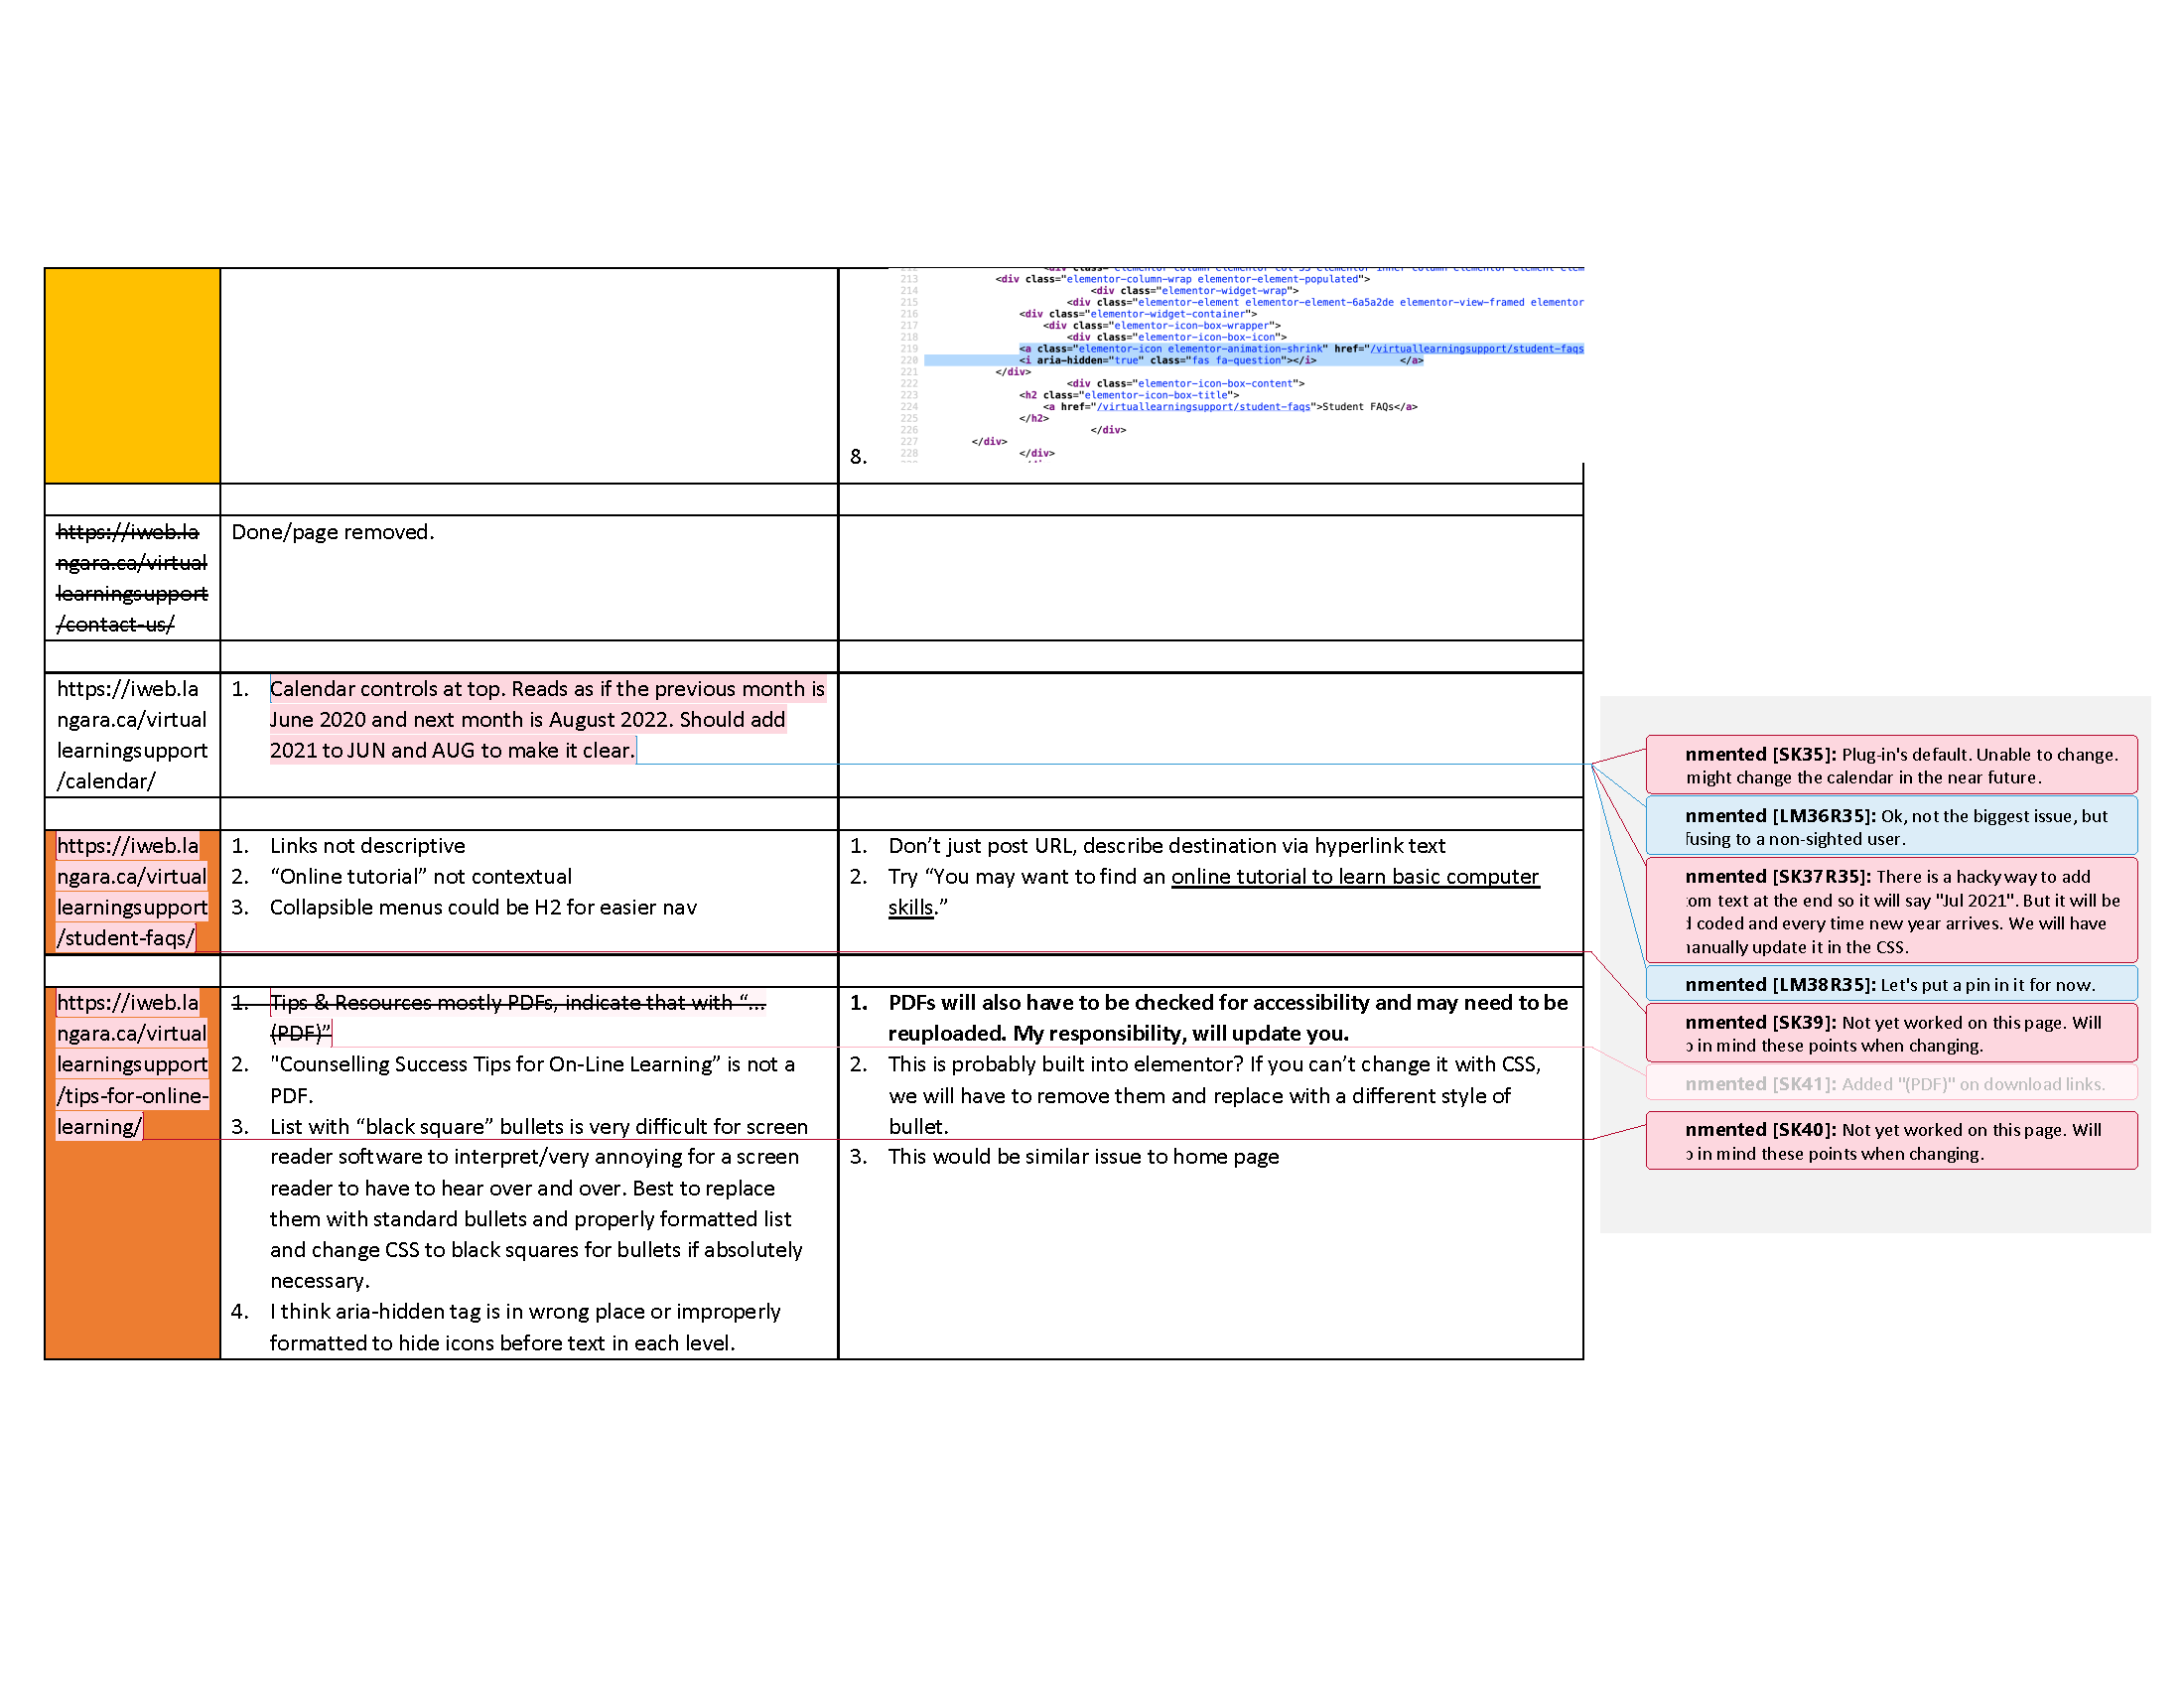 213 <div class="elementor-column-wrap elementor-element-populated">
214 <div class="elementor-widget-wrap">
215 <div class="elementor-element elementor-element-6a5a2de elementor-view-framed elementor
216 <div class="elementor-widget-container">
217 <div class="elementor-icon-box-wrapper">
218 <div class="elementor-icon-box-icon">
219 <a class="elementor-icon elementor-animation-shrink" href="/virtuallearningsupport/student-faqs
220 <i aria-hidden="true" class="fas fa-question"></i> </a>
221 </div>
222 <div class="elementor-icon-box-content">
223 <h2 class="elementor-icon-box-title">
224 <a href="/virtuallearningsupport/student-faqs">Student FAQs</a>
225 </h2>
226 </div>
227 </div>
228 </div>
8.
https://iweb.la
ngara.ca/virtual
learningsupport
/contact-us/
Done/page removed.
https://iweb.la
ngara.ca/virtual
learningsupport
/calendar/
1. Calendar controls at top. Reads as if the previous month is
June 2020 and next month is August 2022. Should add
2021 to JUN and AUG to make it clear.
https://iweb.la
ngara.ca/virtual
learningsupport
/student-faqs/
1. Links not descriptive
2. “Online tutorial” not contextual
3. Collapsible menus could be H2 for easier nav
1. Don’t just post URL, describe destination via hyperlink text
2. Try “You may want to find an online tutorial to learn basic computer
skills.”
https://iweb.la
ngara.ca/virtual
learningsupport
/tips-for-online-
learning/
1. Tips & Resources mostly PDFs, indicate that with “...
(PDF)”
2. "Counselling Success Tips for On-Line Learning” is not a
PDF.
3. List with “black square” bullets is very difficult for screen
reader software to interpret/very annoying for a screen
reader to have to hear over and over. Best to replace
them with standard bullets and properly formatted list
and change CSS to black squares for bullets if absolutely
necessary.
4. I think aria-hidden tag is in wrong place or improperly
formatted to hide icons before text in each level.
1. PDFs will also have to be checked for accessibility and may need to be
reuploaded. My responsibility, will update you.
2. This is probably built into elementor? If you can’t change it with CSS,
we will have to remove them and replace with a different style of
bullet.
3. This would be similar issue to home page
nmented [SK35]: Plug-in's default. Unable to change.
might change the calendar in the near future.
nmented [LM36R35]: Ok, not the biggest issue, but
fusing to a non-sighted user.
nmented [SK37R35]: There is a hacky way to add
om text at the end so it will say "Jul 2021". But it will be
d coded and every time new year arrives. We will have
manually update it in the CSS.
nmented [LM38R35]: Let's put a pin in it for now.
nmented [SK39]: Not yet worked on this page. Will
in mind these points when changing.
nmented [SK41]: Added "(PDF)" on download links.
nmented [SK40]: Not yet worked on this page. Will
in mind these points when changing.